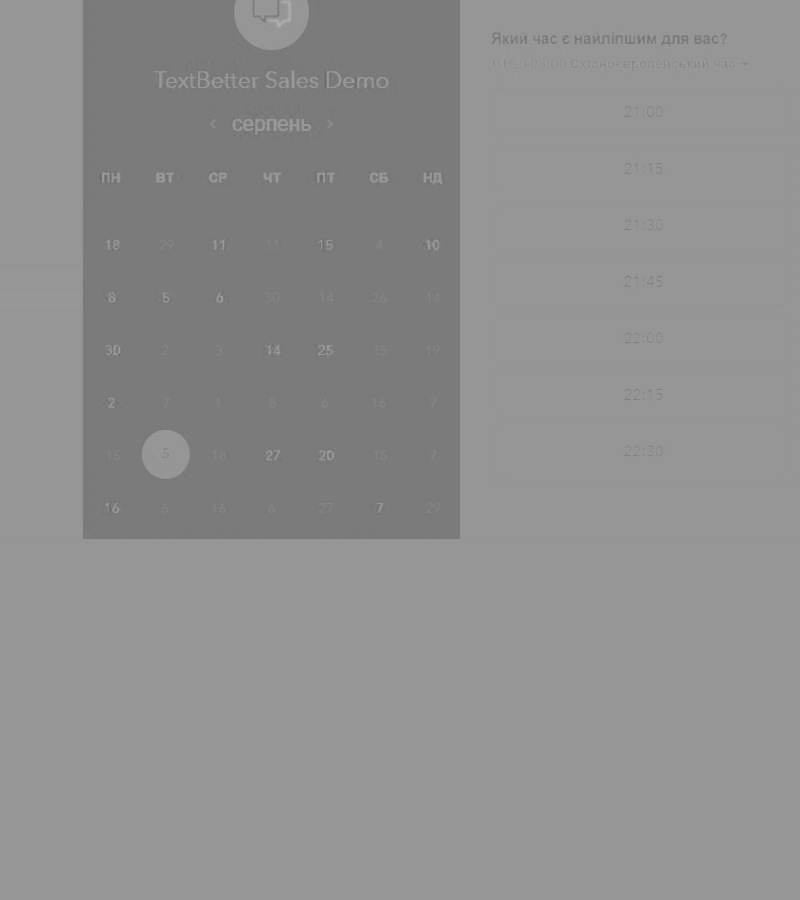 TextBetter Sales Demo
‹ серпень ›
ПН ВТ СР ЧТ ПТ СБ НД
18 29 11 11 15 4 10
8 5 6 30 14 26 14
30 2 3 14 25 15 19
2 7 1 5 6 16 7
15 5 18 27 20 15 7
16 6 16 6 27 7 29
Який час є найліпшим для вас?
Східноєвропейський час
21:00
21:15
21:30
21:45
22:00
22:15
22:30